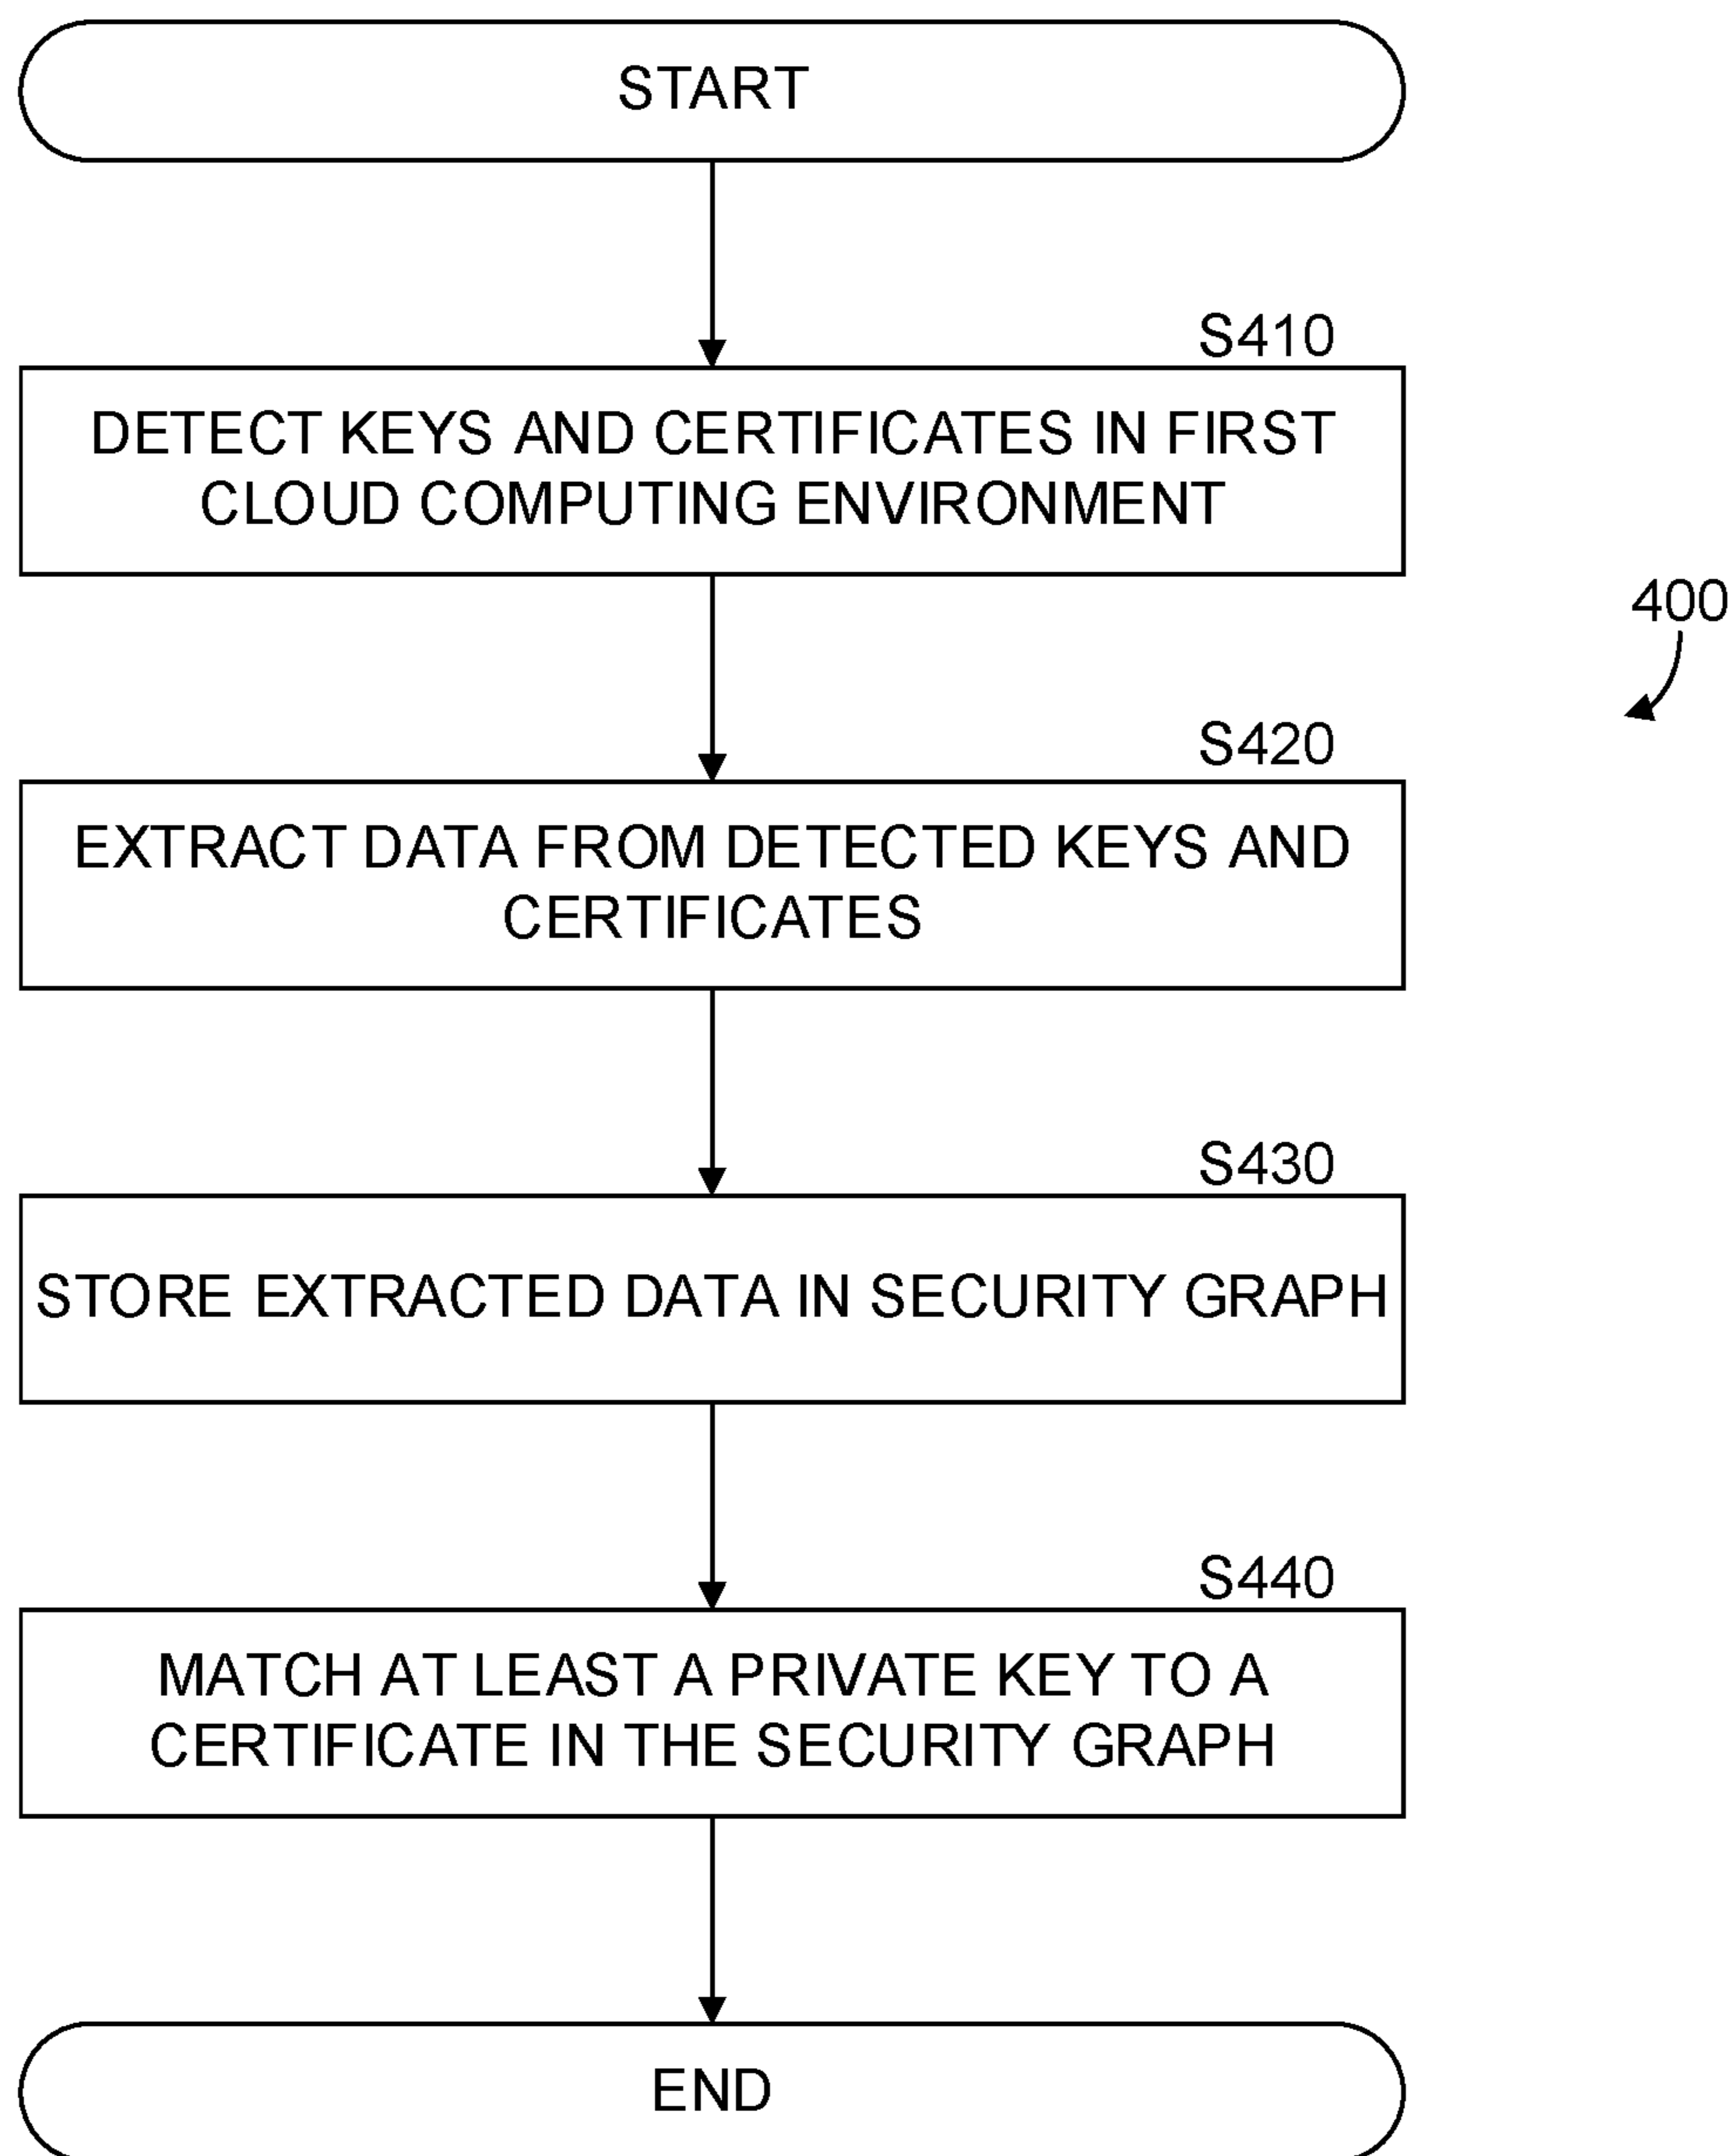 START
S410
DETECT KEYS AND CERTIFICATES IN FIRST
CLOUD COMPUTING ENVIRONMENT
400
S420
EXTRACT DATA FROM DETECTED KEYS AND
CERTIFICATES
S430
STORE EXTRACTED DATA IN SECURITY GRAPH
S440
MATCH AT LEAST A PRIVATE KEY TO A
CERTIFICATE IN THE SECURITY GRAPH
END